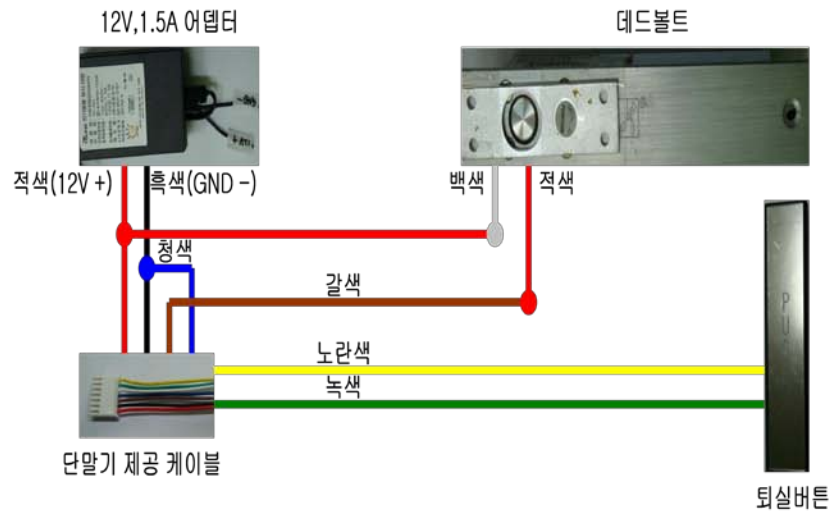 12V,1.5A 어뎁터
데드볼트
적색(12V +)
흑색(GND -)
백색
적색
청색
갈색
노란색
녹색
단말기 제공 케이블
퇴실버튼